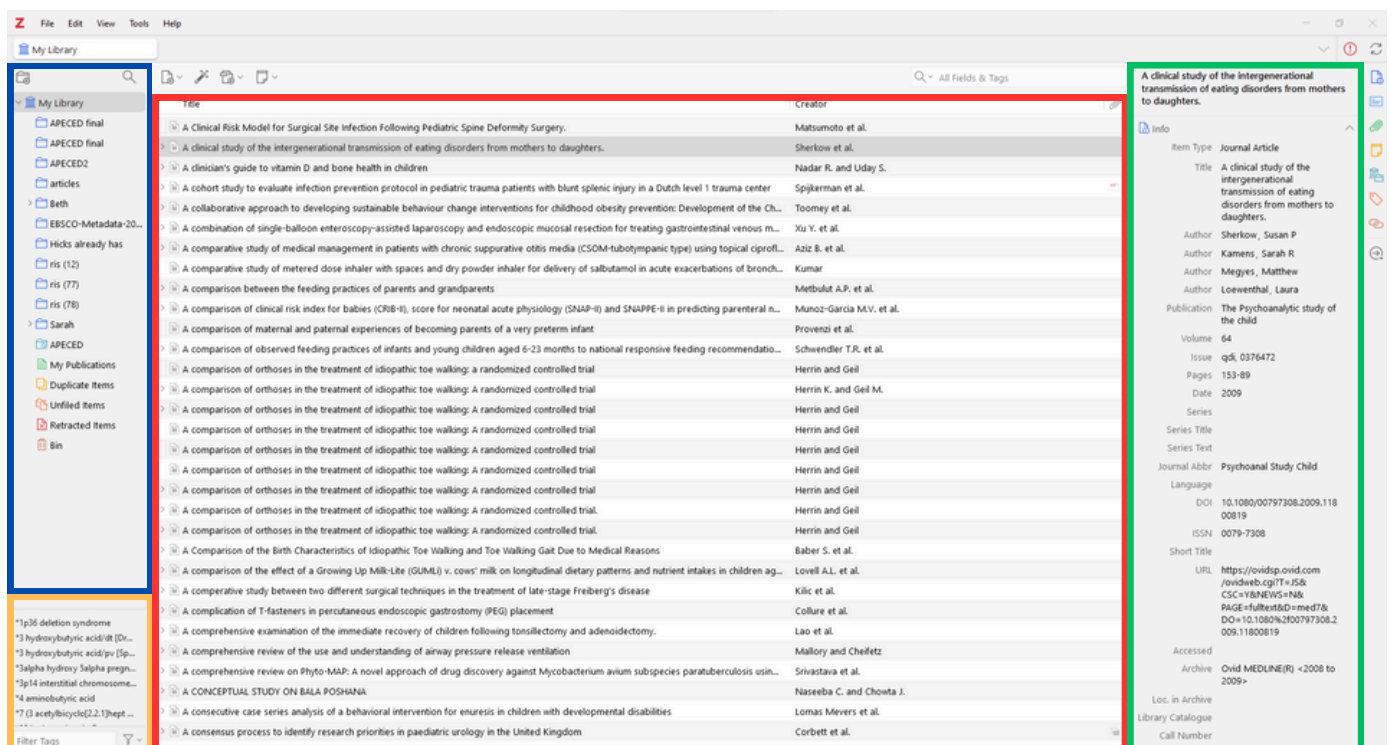 Z File Edit View Tools Help
My Library
All Fields & Tags
My Library
APECED final
APECED final
APECED2
articles
Beth
EBSCO-Metadata-20...
Hicks already has
ris (12)
ris (77)
ris (78)
Sarah
APECED
My Publications
Duplicate Items
Unfiled Items
Retracted Items
Bin
*1p36 deletion syndrome
*3 hydroxybutyric acid/dt [Dr...
*3 hydroxybutyric acid/pv [Sp...
*3alpha hydroxy 5alpha pregn...
*3p14 interstitial chromosome...
*4 aminobutyric acid
*7 (3 acetylbicyclo[2.2.1]hept ...
Filter Tags
Title Creator
A Clinical Risk Model for Surgical Site Infection Following Pediatric Spine Deformity Surgery. Matsumoto et al.
A clinical study of the intergenerational transmission of eating disorders from mothers to daughters. Sherkow et al.
A clinician's guide to vitamin D and bone health in children Nadar R. and Uday S.
A cohort study to evaluate infection prevention protocol in pediatric trauma patients with blunt splenic injury in a Dutch level 1 trauma center Spijkerman et al.
A collaborative approach to developing sustainable behaviour change interventions for childhood obesity prevention: Development of the Ch... Toomey et al.
A combination of single-balloon enteroscopy-assisted laparoscopy and endoscopic mucosal resection for treating gastrointestinal venous m... Xu Y. et al.
A comparative study of medical management in patients with chronic suppurative otitis media (CSOM-tubotympanic type) using topical ciprofl... Aziz B. et al.
A comparative study of metered dose inhaler with spaces and dry powder inhaler for delivery of salbutamol in acute exacerbations of bronch... Kumar
A comparison between the feeding practices of parents and grandparents Metbulut A.P. et al.
A comparison of clinical risk index for babies (CRIB-II), score for neonatal acute physiology (SNAP-II) and SNAPPE-II in predicting parenteral n... Munoz-Garcia M.V. et al.
A comparison of maternal and paternal experiences of becoming parents of a very preterm infant Provenzi et al.
A comparison of observed feeding practices of infants and young children aged 6-23 months to national responsive feeding recommendatio... Schwendler T.R. et al.
A comparison of orthoses in the treatment of idiopathic toe walking: a randomized controlled trial Herrin and Geil
A comparison of orthoses in the treatment of idiopathic toe walking: A randomized controlled trial Herrin K. and Geil M.
A comparison of orthoses in the treatment of idiopathic toe walking: A randomized controlled trial Herrin and Geil
A comparison of orthoses in the treatment of idiopathic toe walking: A randomized controlled trial Herrin and Geil
A comparison of orthoses in the treatment of idiopathic toe walking: A randomized controlled trial Herrin and Geil
A comparison of orthoses in the treatment of idiopathic toe walking: A randomized controlled trial Herrin and Geil
A comparison of orthoses in the treatment of idiopathic toe walking: A randomized controlled trial Herrin and Geil
A comparison of orthoses in the treatment of idiopathic toe walking: A randomized controlled trial. Herrin and Geil
A comparison of orthoses in the treatment of idiopathic toe walking: A randomized controlled trial. Herrin and Geil
A Comparison of the Birth Characteristics of Idiopathic Toe Walking and Toe Walking Gait Due to Medical Reasons Baber S. et al.
A comparison of the effect of a Growing Up Milk-Lite (GUMLi) v. cows' milk on longitudinal dietary patterns and nutrient intakes in children ag... Lovell A.L. et al.
A comperative study between two different surgical techniques in the treatment of late-stage Freiberg's disease Kilic et al.
A complication of T-fasteners in percutaneous endoscopic gastrostomy (PEG) placement Collure et al.
A comprehensive examination of the immediate recovery of children following tonsillectomy and adenoidectomy. Lao et al.
A comprehensive review of the use and understanding of airway pressure release ventilation Mallory and Cheifetz
A comprehensive review on Phyto-MAP: A novel approach of drug discovery against Mycobacterium avium subspecies paratuberculosis usin... Srivastava et al.
A CONCEPTUAL STUDY ON BALA POSHANA Naseeba C. and Chowta J.
A consecutive case series analysis of a behavioral intervention for enuresis in children with developmental disabilities Lomas Mevers et al.
A consensus process to identify research priorities in paediatric urology in the United Kingdom Corbett et al.
A clinical study of the intergenerational
transmission of eating disorders from mothers
to daughters.
Info
Item Type Journal Article
Title A clinical study of the
intergenerational
transmission of eating
disorders from mothers to
daughters.
Author Sherkow, Susan P
Author Kamens, Sarah R
Author Megyes, Matthew
Author Loewenthal, Laura
Publication The Psychoanalytic study of
the child
Volume 64
Issue qdi, 0376472
Pages 153-89
Date 2009
Series
Series Title
Series Text
Journal Abbr Psychoanal Study Child
Language
DOI 10.1080/00797308.2009.118
00819
ISSN 0079-7308
Short Title
URL https://ovidsp.ovid.com
/ovidweb.cgi?T=JS&
CSC=Y&NEWS=N&
PAGE=fulltext&D=med7&
DO=10.1080%2f00797308.2
009.11800819
Accessed
Archive Ovid MEDLINE(R) <2008 to
2009>
Loc. in Archive
Library Catalogue
Call Number